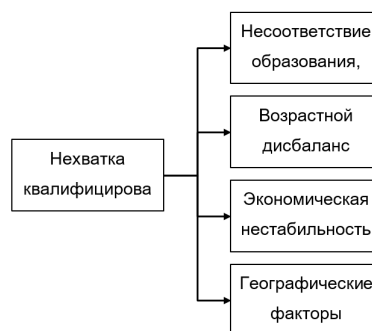 Несоответствие
образования,
Возрастной
дисбаланс
Нехватка
квалифицирова
Экономическая
нестабильность
Географические
факторы